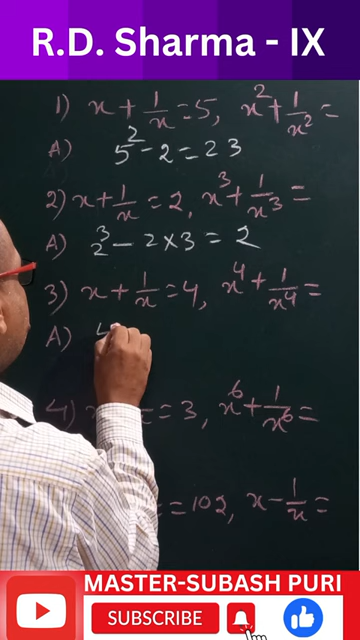 R.D. Sharma - IX
1) x + 1/x = 5, x² + 1/x² =
A) 5² - 2 = 23
2) x + 1/x = 2, x³ + 1/x³ =
A) 2³ - 2×3 = 2
3) x + 1/x = 4, x⁴ + 1/x⁴ =
A) 4
4) x = 3, x⁶ + 1/x⁶ =
= 102, x - 1/x =
MASTER-SUBASH PURI
SUBSCRIBE